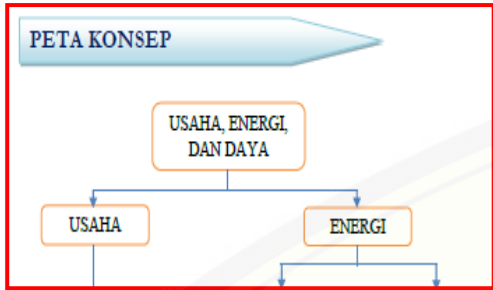 PETA KONSEP
USAHA, ENERGI,
DAN DAYA
USAHA
ENERGI